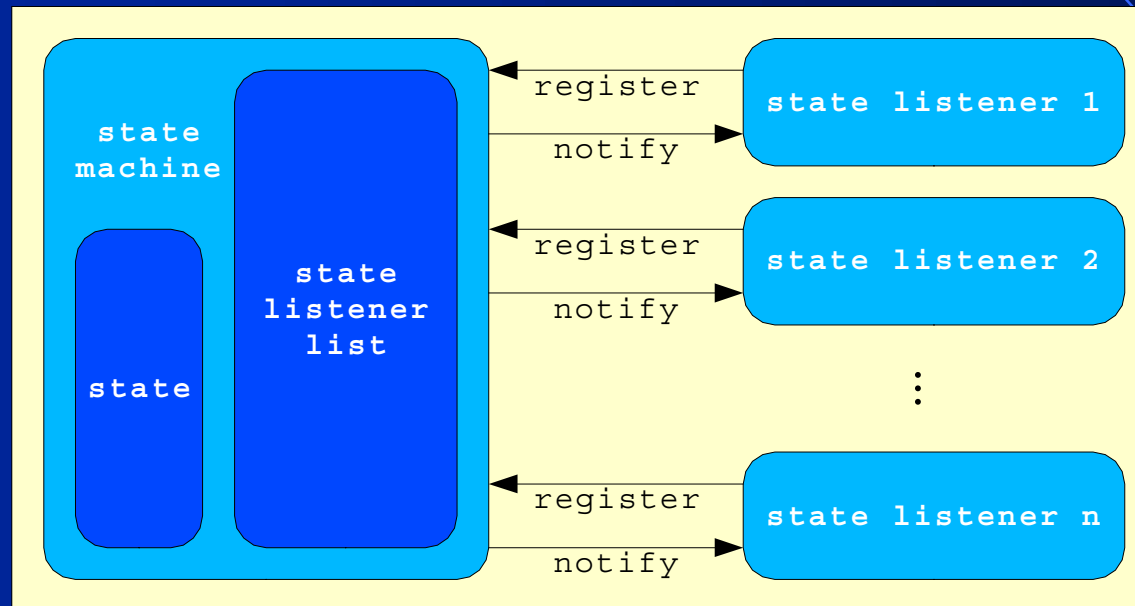 state
machine
state
state
listener
list
register
notify
state listener 1
register
notify
state listener 2
⋮
register
notify
state listener n